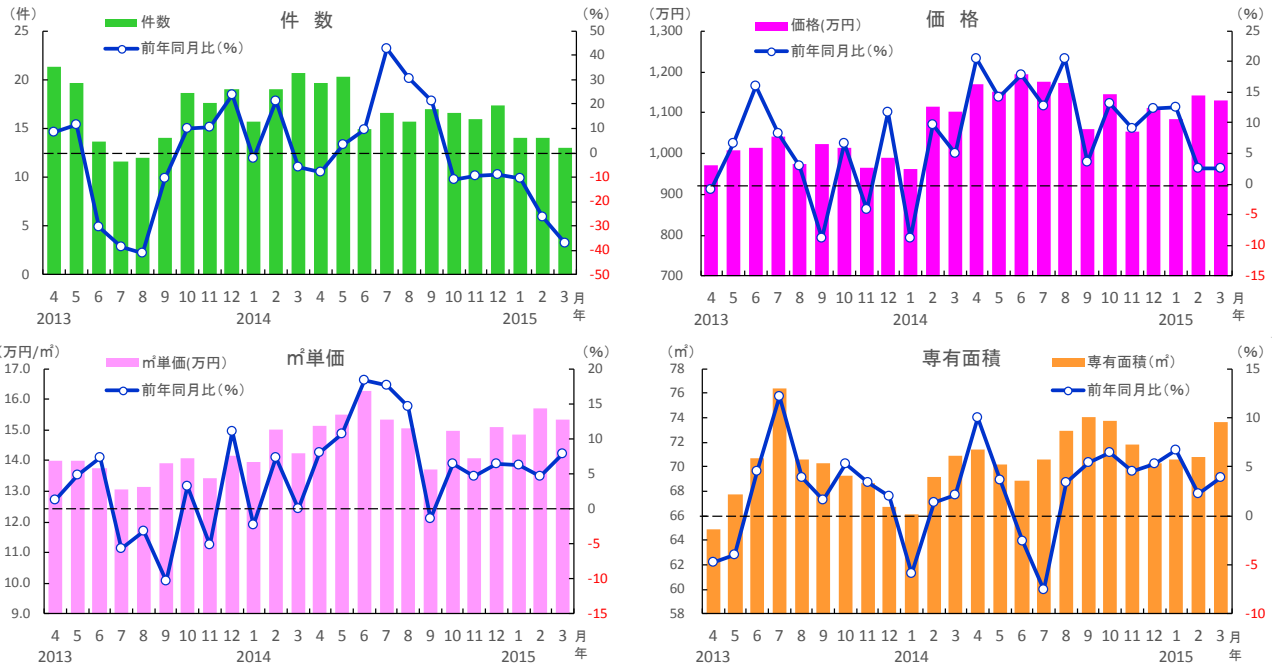 (件) 件 数 (%)
件数
前年同月比(%)
25 50
40
20 30
20
15 10
0
10 -10
-20
5 -30
-40
0 -50
4 5 6 7 8 9 10 11 12 1 2 3 4 5 6 7 8 9 10 11 12 1 2 3 月
2013 2014 2015 年
(万円) 価 格 (%)
価格(万円)
前年同月比(%)
1,300 25
1,200 20
15
1,100 10
1,000 5
900 0
800 -5
-10
700 -15
4 5 6 7 8 9 10 11 12 1 2 3 4 5 6 7 8 9 10 11 12 1 2 3 月
2013 2014 2015 年
(万円/㎡) ㎡単価 (%)
㎡単価(万円)
前年同月比(%)
17.0 20
16.0 15
15.0 10
14.0 5
13.0
12.0 0
11.0 -5
10.0 -10
9.0 -15
4 5 6 7 8 9 10 11 12 1 2 3 4 5 6 7 8 9 10 11 12 1 2 3 月
2013 2014 2015 年
(㎡) 専有面積 (%)
専有面積(㎡)
前年同月比(%)
78 15
76
74 10
72
70 5
68
66 0
64
62 -5
60
58 -10
4 5 6 7 8 9 10 11 12 1 2 3 4 5 6 7 8 9 10 11 12 1 2 3 月
2013 2014 2015 年